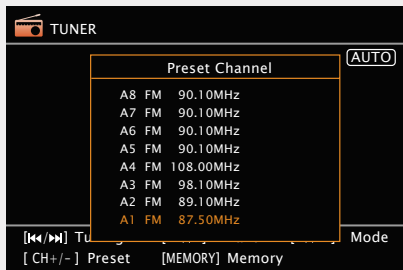 TUNER
AUTO
Preset Channel
A8 FM 90.10MHz
A7 FM 90.10MHz
A6 FM 90.10MHz
A5 FM 90.10MHz
A4 FM 108.00MHz
A3 FM 98.10MHz
A2 FM 89.10MHz
A1 FM 87.50MHz
[⏮/⏭] Tu Mode
[ CH+/- ] Preset [MEMORY] Memory